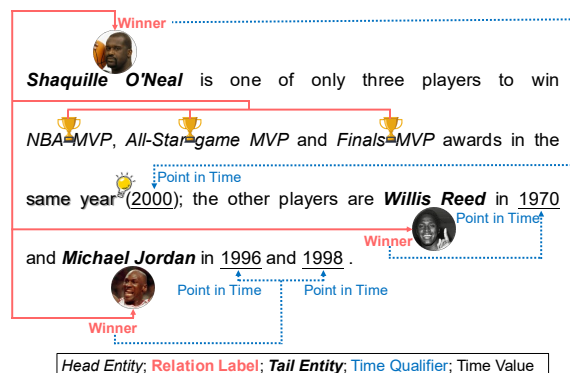 Winner
Shaquille O'Neal is one of only three players to win
NBA MVP, All-Star game MVP and Finals MVP awards in the
Point in Time
same year (2000); the other players are Willis Reed in 1970
Point in Time
Winner
and Michael Jordan in 1996 and 1998 .
Point in Time Point in Time
Winner
Head Entity; Relation Label; Tail Entity; Time Qualifier; Time Value